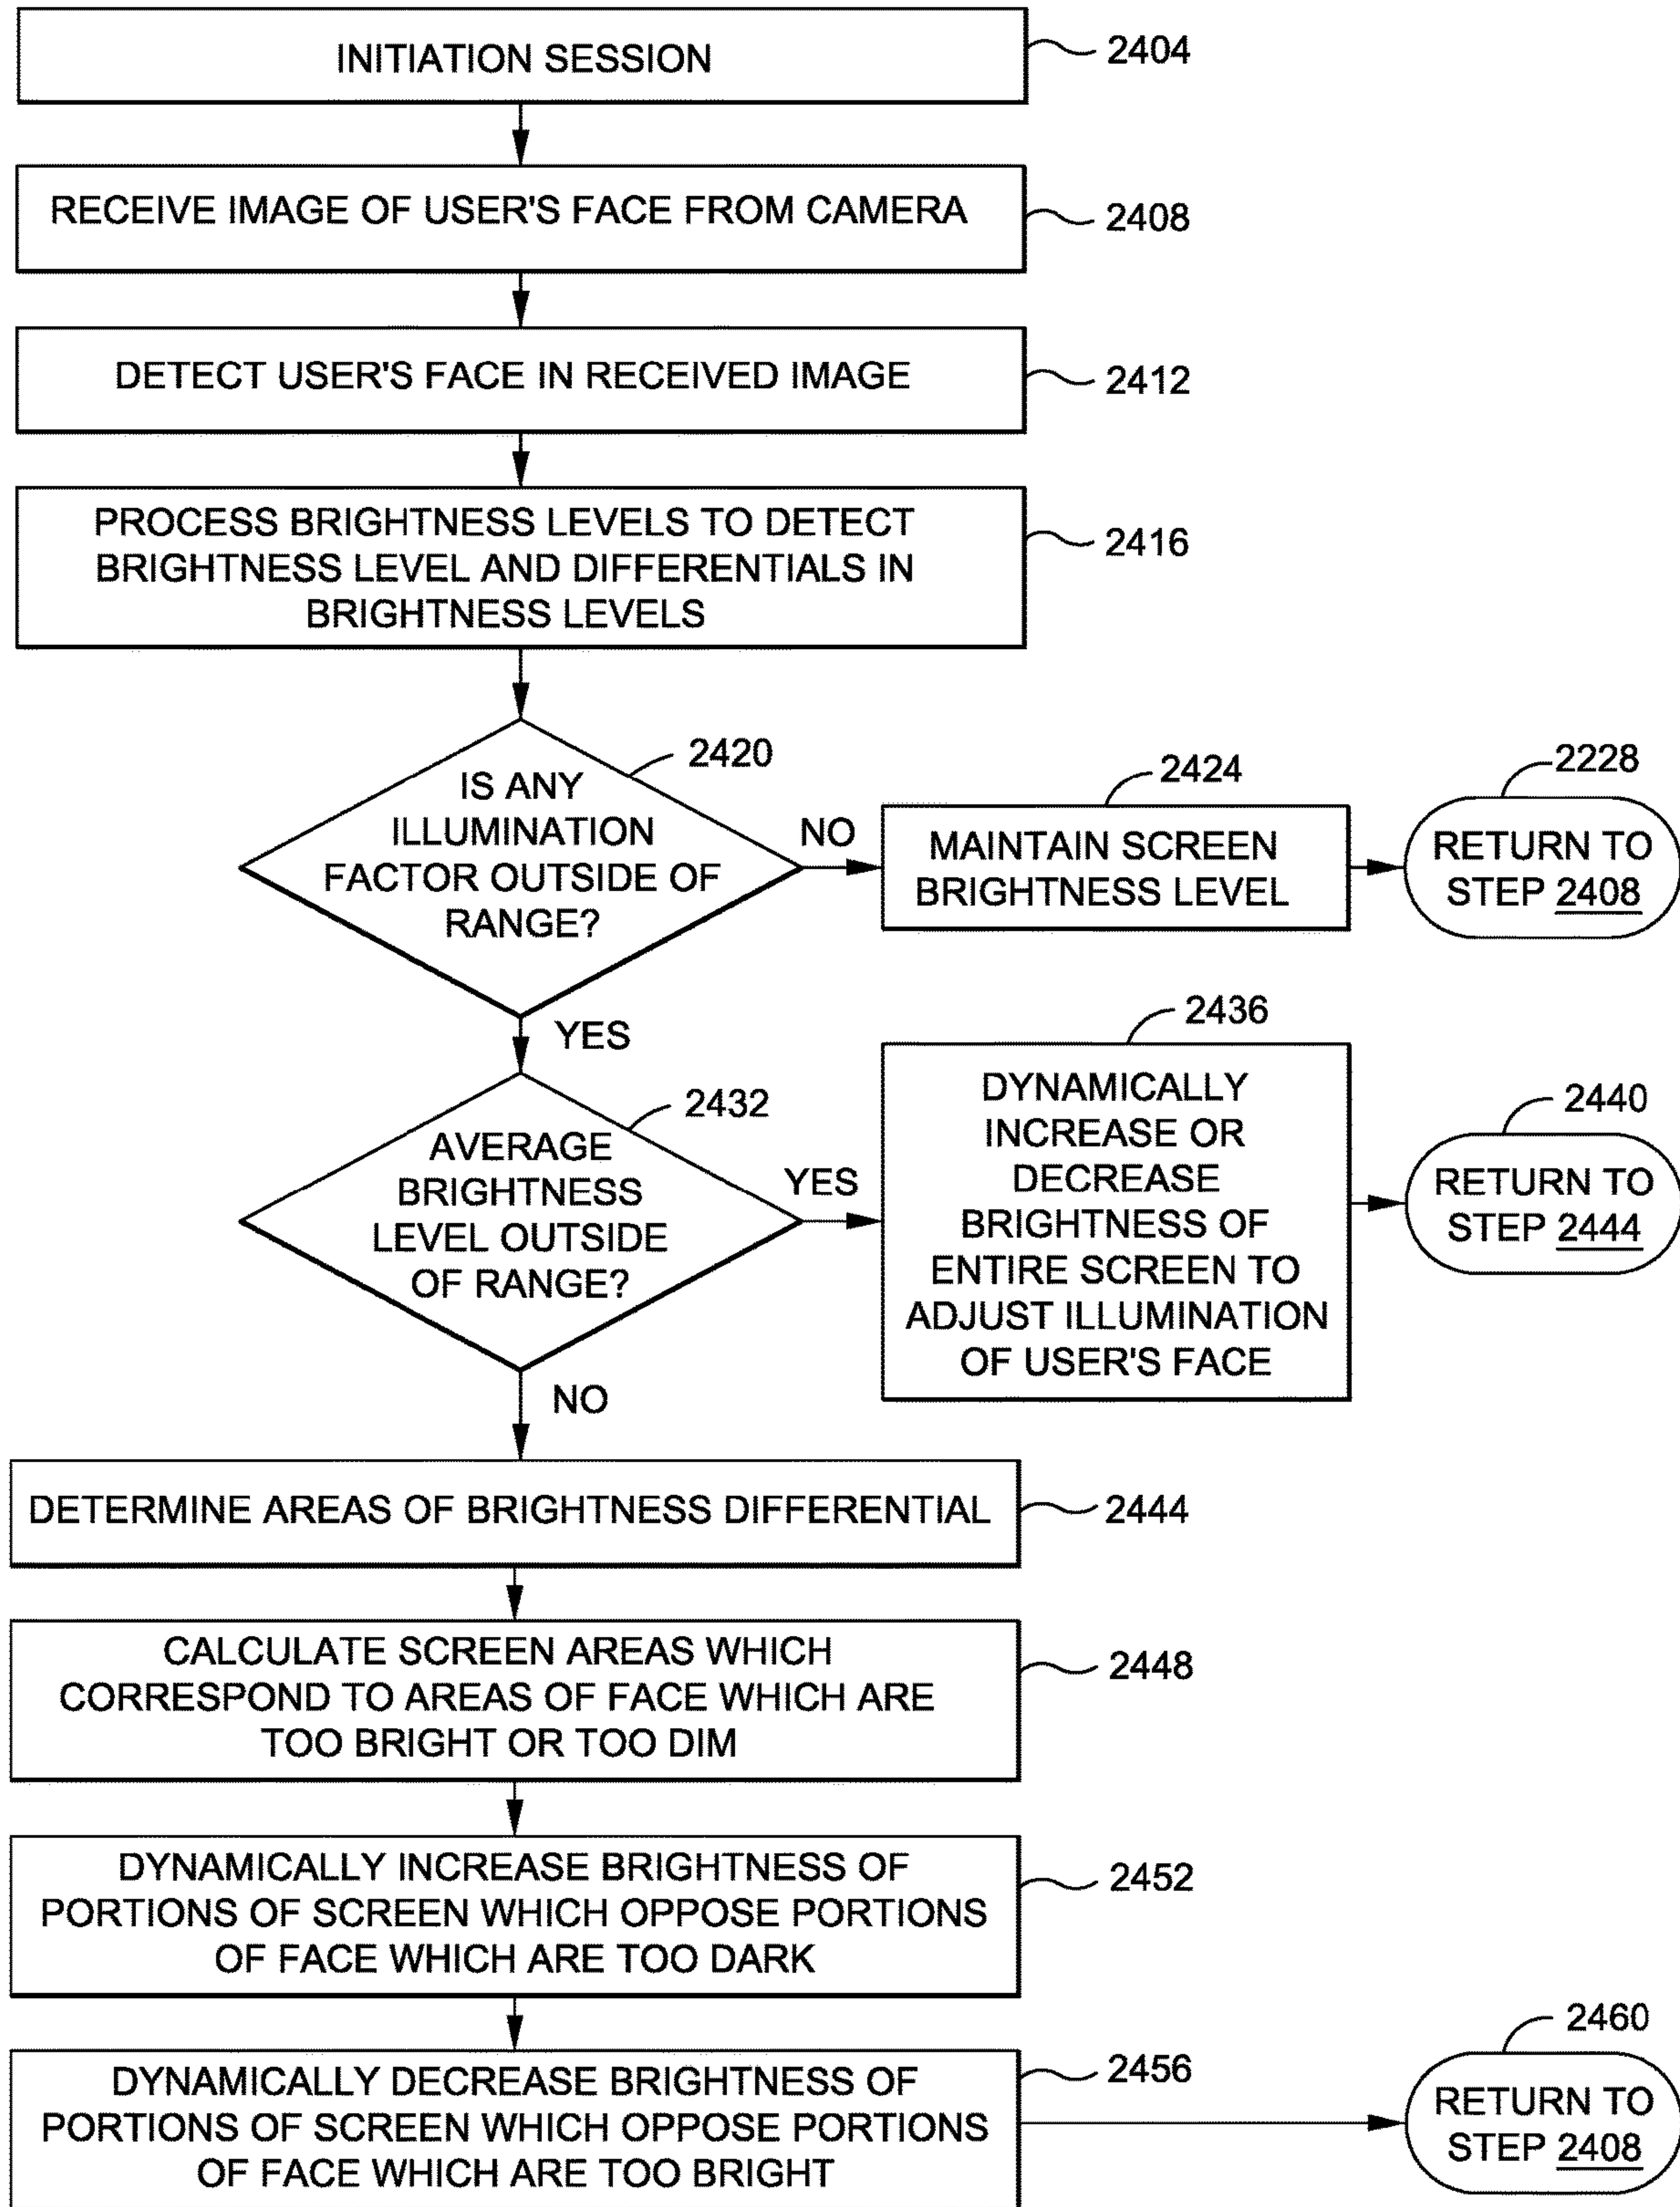 INITIATION SESSION
2404
RECEIVE IMAGE OF USER'S FACE FROM CAMERA
2408
DETECT USER'S FACE IN RECEIVED IMAGE
2412
PROCESS BRIGHTNESS LEVELS TO DETECT
BRIGHTNESS LEVEL AND DIFFERENTIALS IN
BRIGHTNESS LEVELS
2416
IS ANY
ILLUMINATION
FACTOR OUTSIDE OF
RANGE?
2420
NO
MAINTAIN SCREEN
BRIGHTNESS LEVEL
2424
RETURN TO
STEP 2408
2228
YES
AVERAGE
BRIGHTNESS
LEVEL OUTSIDE
OF RANGE?
2432
YES
DYNAMICALLY
INCREASE OR
DECREASE
BRIGHTNESS OF
ENTIRE SCREEN TO
ADJUST ILLUMINATION
OF USER'S FACE
2436
RETURN TO
STEP 2444
2440
NO
DETERMINE AREAS OF BRIGHTNESS DIFFERENTIAL
2444
CALCULATE SCREEN AREAS WHICH
CORRESPOND TO AREAS OF FACE WHICH ARE
TOO BRIGHT OR TOO DIM
2448
DYNAMICALLY INCREASE BRIGHTNESS OF
PORTIONS OF SCREEN WHICH OPPOSE PORTIONS
OF FACE WHICH ARE TOO DARK
2452
DYNAMICALLY DECREASE BRIGHTNESS OF
PORTIONS OF SCREEN WHICH OPPOSE PORTIONS
OF FACE WHICH ARE TOO BRIGHT
2456
RETURN TO
STEP 2408
2460